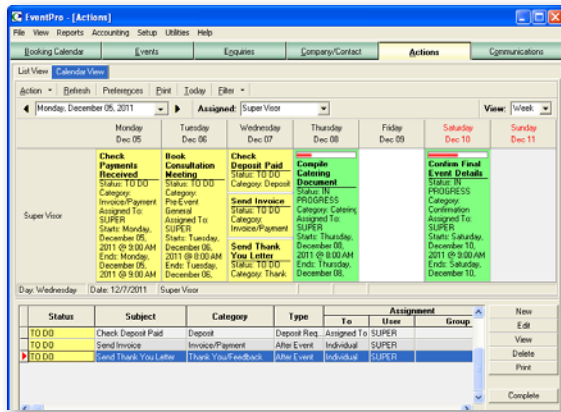 EventPro - [Actions]
File View Reports Accounting Setup Utilities Help
Booking Calendar Events Enquiries Company/Contact Actions Communications
List View Calendar View
Action Refresh Preferences Print Today Filter
Monday, December 05, 2011 Assigned: Super Visor View: Week
Monday Tuesday Wednesday Thursday Friday Saturday Sunday
Dec 05 Dec 06 Dec 07 Dec 08 Dec 09 Dec 10 Dec 11
Super Visor
Check
Payments
Received
Status: TO DO
Category:
Invoice/Payment
Assigned To:
SUPER
Starts: Monday,
December 05,
2011 @ 9:00 AM
Ends: Monday,
December 05,
2011 @ 9:00 AM
Book
Consultation
Meeting
Status: TO DO
Category:
Pre-Event
General
Assigned To:
SUPER
Starts: Tuesday,
December 06,
2011 @ 9:00 AM
Ends: Tuesday,
December 06,
Check
Deposit Paid
Status: TO DO
Category: Deposit
Send Invoice
Status: TO DO
Category:
Invoice/Payment
Send Thank
You Letter
Status: TO DO
Category: Thank
Compile
Catering
Document
Status: IN
PROGRESS
Category: Catering
Assigned To:
SUPER
Starts: Thursday,
December 08,
2011 @ 8:00 AM
Ends: Thursday,
December 08,
Confirm Final
Event Details
Status: IN
PROGRESS
Category:
Confirmation
Assigned To:
SUPER
Starts: Saturday,
December 10,
2011 @ 9:00 AM
Ends: Saturday,
December 10,
Day: Wednesday Date: 12/7/2011 Super Visor
Status Subject Category Type Assignment
To User Group
TO DO Check Deposit Paid Deposit Deposit Req... Assigned To SUPER
TO DO Send Invoice Invoice/Payment After Event Individual SUPER
TO DO Send Thank You Letter Thank You/Feedback After Event Individual SUPER
New
Edit
View
Delete
Print
Complete